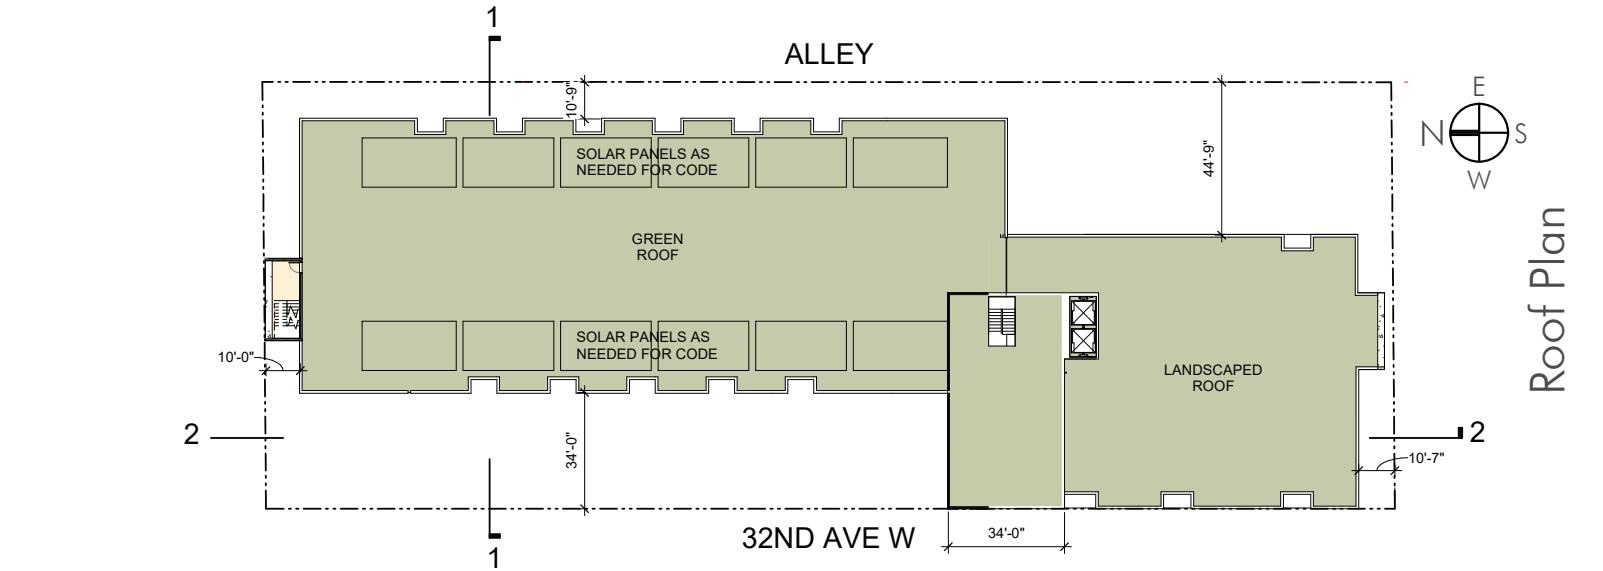 1
ALLEY
10'-9"
E
N
S
W
44'-9"
SOLAR PANELS AS
NEEDED FOR CODE
Roof Plan
GREEN
ROOF
SOLAR PANELS AS
NEEDED FOR CODE
10'-0"
LANDSCAPED
ROOF
2
2
34'-0"
10'-7"
32ND AVE W
34'-0"
1